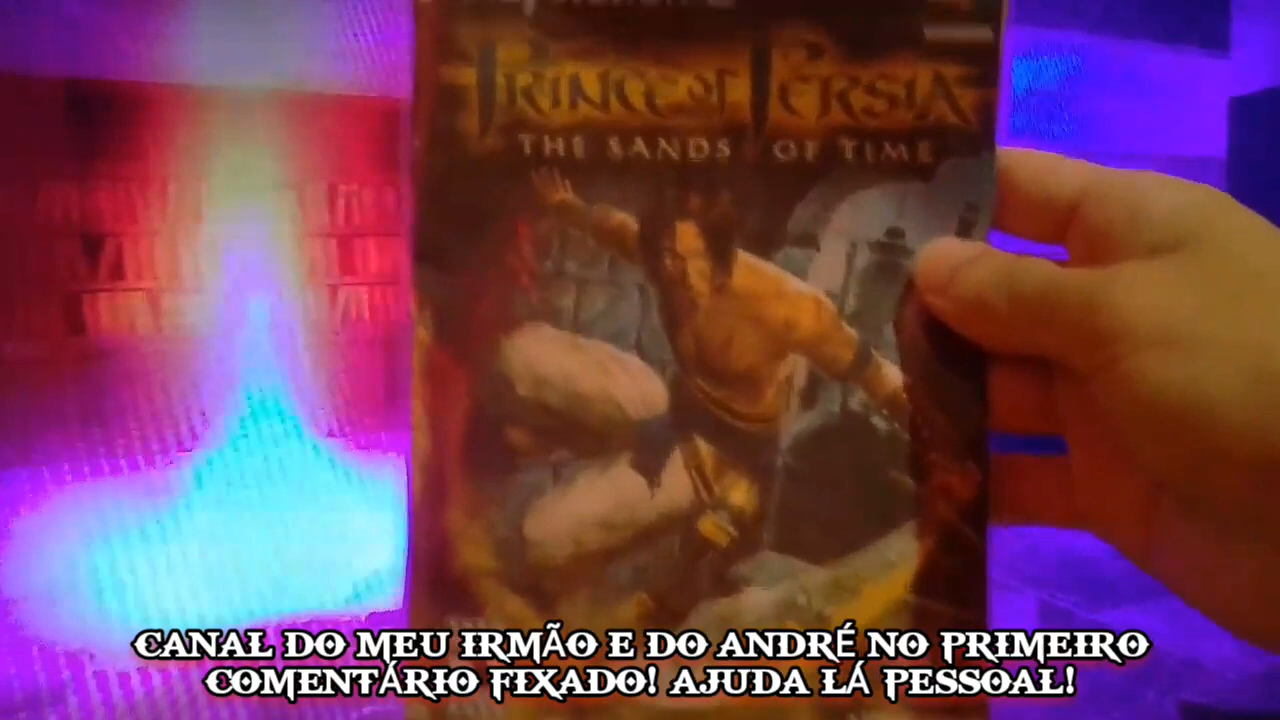 PRINCE OF PERSIA
THE SANDS OF TIME
CANAL DO MEU IRMÃO E DO ANDRÉ NO PRIMEIRO
COMENTÁRIO FIXADO! AJUDA LÁ PESSOAL!